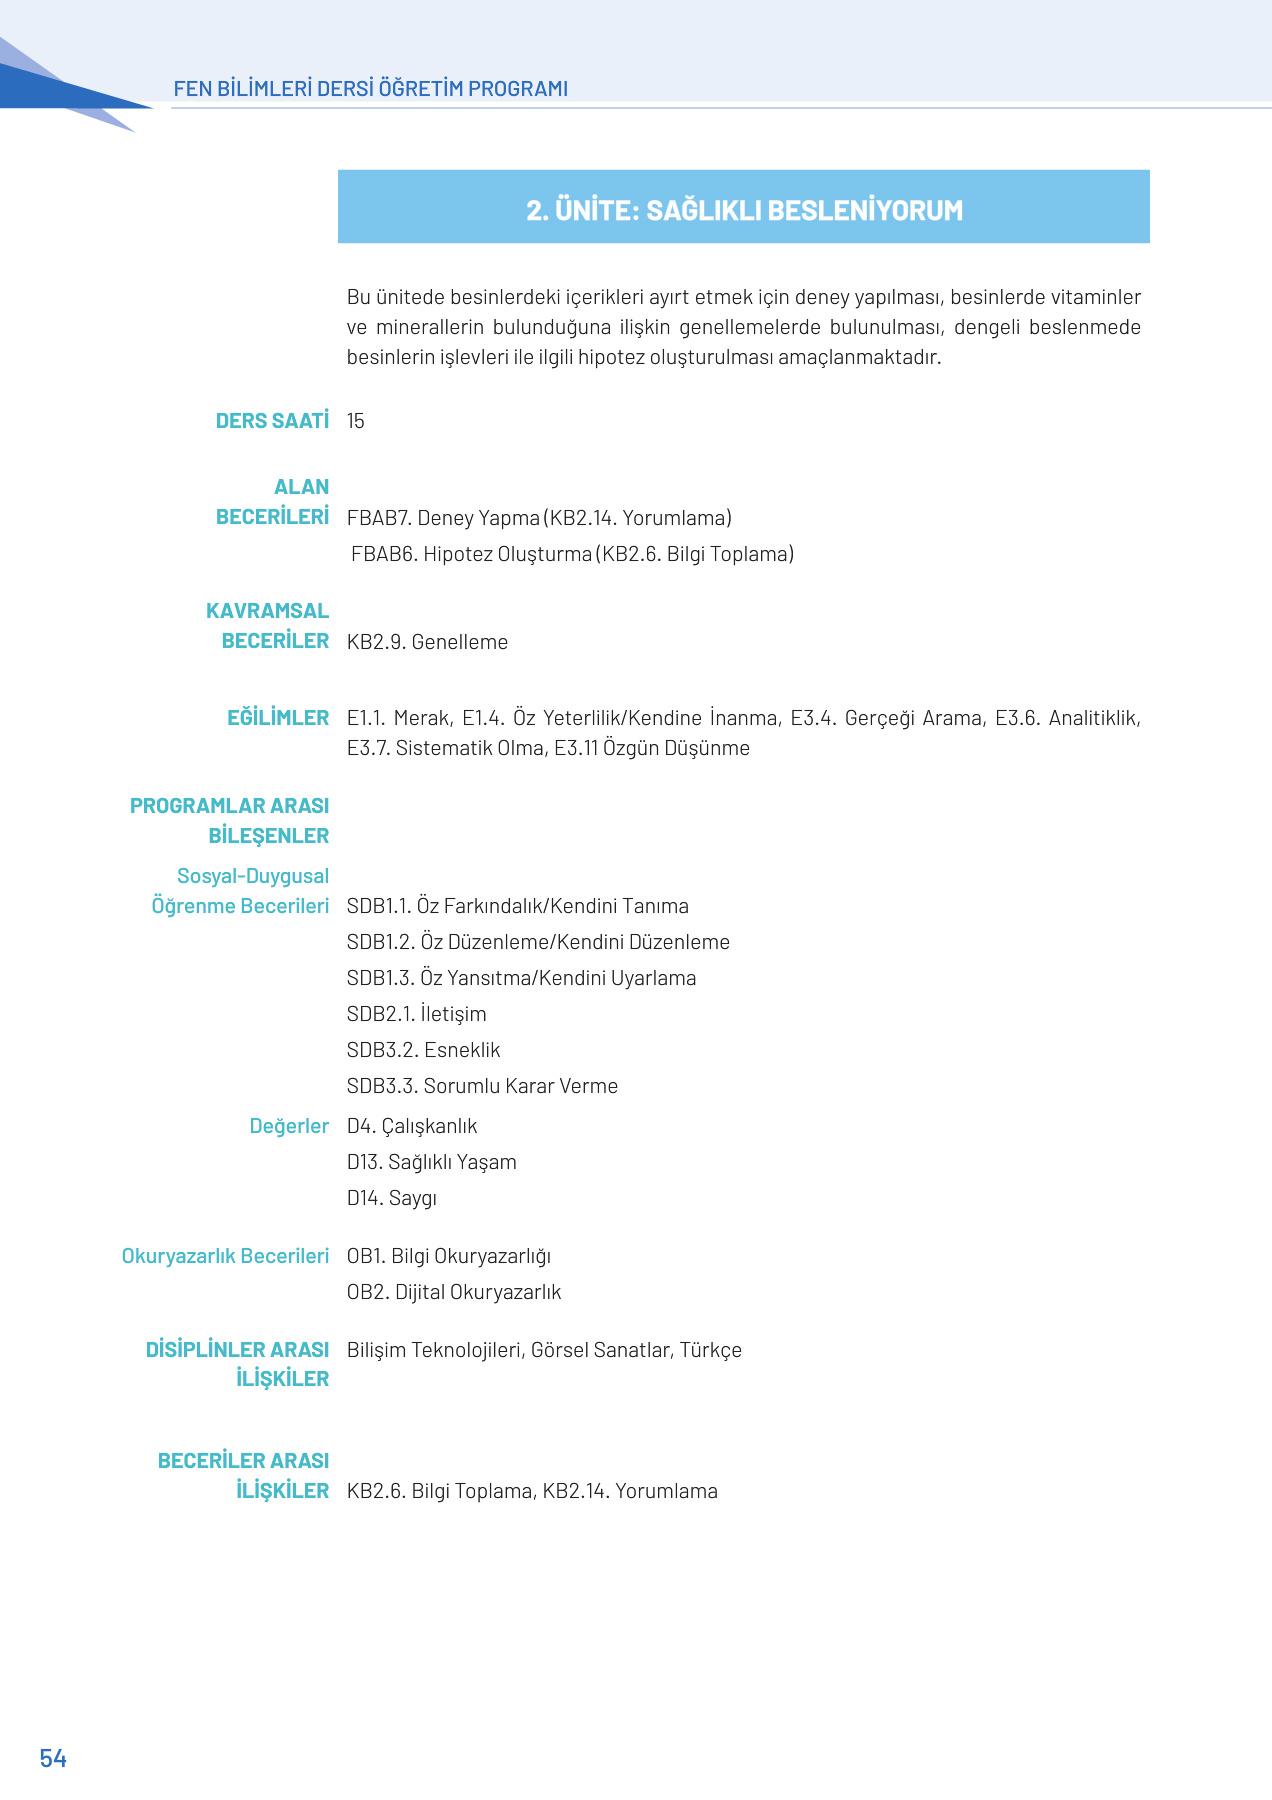 FEN BİLİMLERİ DERSİ ÖĞRETİM PROGRAMI
2. ÜNİTE: SAĞLIKLI BESLENİYORUM
Bu ünitede besinlerdeki içerikleri ayırt etmek için deney yapılması, besinlerde vitaminler
ve minerallerin bulunduğuna ilişkin genellemelerde bulunulması, dengeli beslenmede
besinlerin işlevleri ile ilgili hipotez oluşturulması amaçlanmaktadır.
DERS SAATİ 15
ALAN
BECERİLERİ FBAB7. Deney Yapma (KB2.14. Yorumlama)
FBAB6. Hipotez Oluşturma (KB2.6. Bilgi Toplama)
KAVRAMSAL
BECERİLER KB2.9. Genelleme
EĞİLİMLER E1.1. Merak, E1.4. Öz Yeterlilik/Kendine İnanma, E3.4. Gerçeği Arama, E3.6. Analitiklik,
E3.7. Sistematik Olma, E3.11 Özgün Düşünme
PROGRAMLAR ARASI
BİLEŞENLER
Sosyal-Duygusal
Öğrenme Becerileri SDB1.1. Öz Farkındalık/Kendini Tanıma
SDB1.2. Öz Düzenleme/Kendini Düzenleme
SDB1.3. Öz Yansıtma/Kendini Uyarlama
SDB2.1. İletişim
SDB3.2. Esneklik
SDB3.3. Sorumlu Karar Verme
Değerler D4. Çalışkanlık
D13. Sağlıklı Yaşam
D14. Saygı
Okuryazarlık Becerileri OB1. Bilgi Okuryazarlığı
OB2. Dijital Okuryazarlık
DİSİPLİNLER ARASI Bilişim Teknolojileri, Görsel Sanatlar, Türkçe
İLİŞKİLER
BECERİLER ARASI
İLİŞKİLER KB2.6. Bilgi Toplama, KB2.14. Yorumlama
54